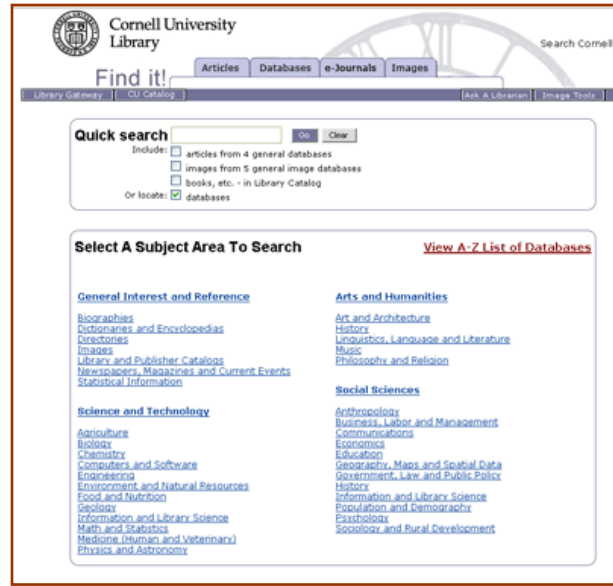 Cornell University
Library
Search Cornell
Find it!
Articles Databases e-Journals Images
Library Gateway CU Catalog Ask A Librarian Image Tools
Quick search Go Clear
Include: articles from 4 general databases
images from 5 general image databases
books, etc. - in Library Catalog
Or locate: databases
Select A Subject Area To Search
View A-Z List of Databases
General Interest and Reference
Biographies
Dictionaries and Encyclopedias
Directories
Images
Library and Publisher Catalogs
Newspapers, Magazines and Current Events
Statistical Information
Science and Technology
Agriculture
Biology
Chemistry
Computers and Software
Engineering
Environment and Natural Resources
Food and Nutrition
Geology
Information and Library Science
Math and Statistics
Medicine (Human and Veterinary)
Physics and Astronomy
Arts and Humanities
Art and Architecture
History
Linguistics, Language and Literature
Music
Philosophy and Religion
Social Sciences
Anthropology
Business, Labor and Management
Communications
Economics
Education
Geography, Maps and Spatial Data
Government, Law and Public Policy
History
Information and Library Science
Population and Demography
Psychology
Sociology and Rural Development